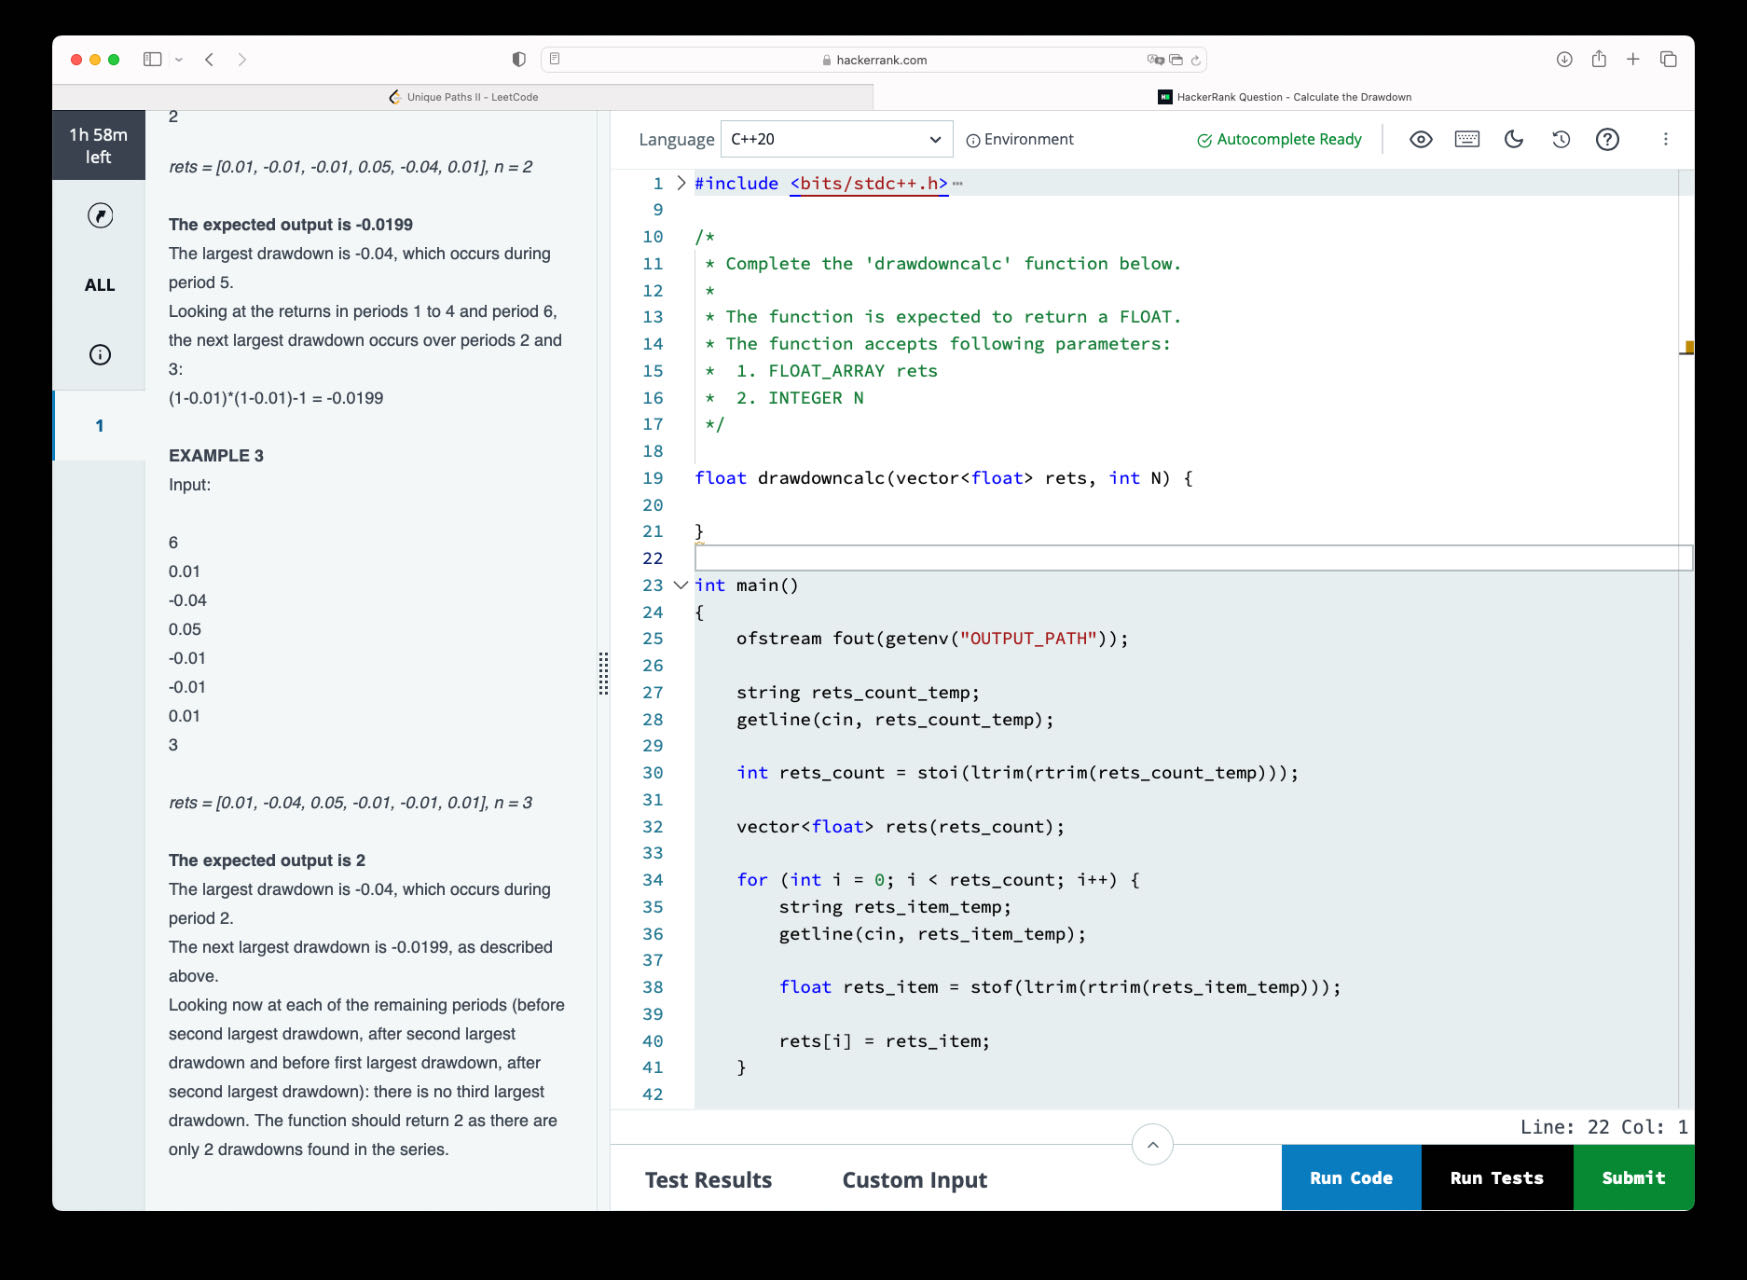 hackerrank.com
Unique Paths II - LeetCode
HackerRank Question - Calculate the Drawdown
1h 58m
left
ALL
1
2
rets = [0.01, -0.01, -0.01, 0.05, -0.04, 0.01], n = 2
The expected output is -0.0199
The largest drawdown is -0.04, which occurs during
period 5.
Looking at the returns in periods 1 to 4 and period 6,
the next largest drawdown occurs over periods 2 and
3:
(1-0.01)*(1-0.01)-1 = -0.0199
EXAMPLE 3
Input:
6
0.01
-0.04
0.05
-0.01
-0.01
0.01
3
rets = [0.01, -0.04, 0.05, -0.01, -0.01, 0.01], n = 3
The expected output is 2
The largest drawdown is -0.04, which occurs during
period 2.
The next largest drawdown is -0.0199, as described
above.
Looking now at each of the remaining periods (before
second largest drawdown, after second largest
drawdown and before first largest drawdown, after
second largest drawdown): there is no third largest
drawdown. The function should return 2 as there are
only 2 drawdowns found in the series.
Language C++20 Environment Autocomplete Ready
1 #include <bits/stdc++.h>
9
10 /*
11 * Complete the 'drawdowncalc' function below.
12 *
13 * The function is expected to return a FLOAT.
14 * The function accepts following parameters:
15 * 1. FLOAT_ARRAY rets
16 * 2. INTEGER N
17 */
18
19 float drawdowncalc(vector<float> rets, int N) {
20
21 }
22
23 int main()
24 {
25 ofstream fout(getenv("OUTPUT_PATH"));
26
27 string rets_count_temp;
28 getline(cin, rets_count_temp);
29
30 int rets_count = stoi(ltrim(rtrim(rets_count_temp)));
31
32 vector<float> rets(rets_count);
33
34 for (int i = 0; i < rets_count; i++) {
35 string rets_item_temp;
36 getline(cin, rets_item_temp);
37
38 float rets_item = stof(ltrim(rtrim(rets_item_temp)));
39
40 rets[i] = rets_item;
41 }
42
Line: 22 Col: 1
Test Results
Custom Input
Run Code
Run Tests
Submit